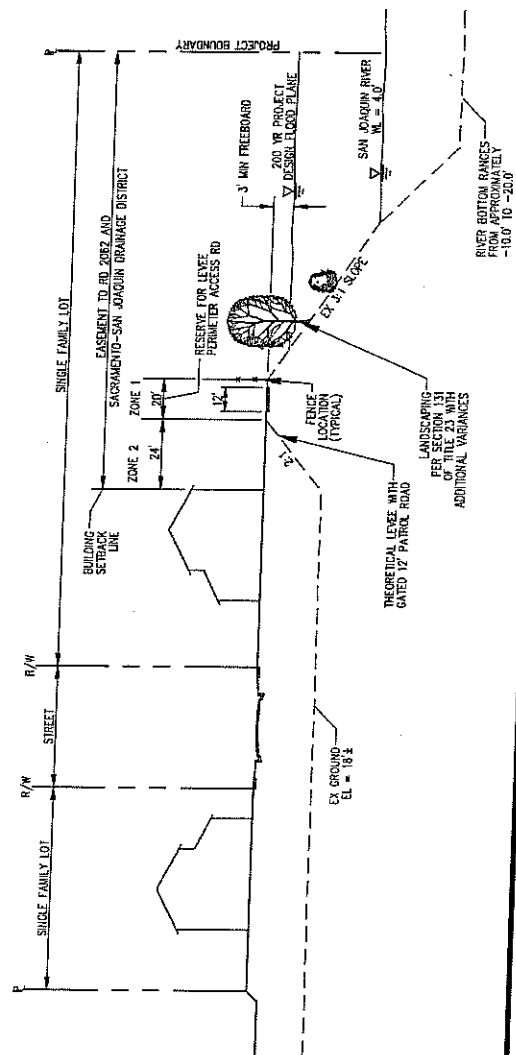 PROJECT BOUNDARY
SINGLE FAMILY LOT
R/W
STREET
R/W
SINGLE FAMILY LOT
EASEMENT TO RD 2062 AND
SACRAMENTO-SAN JOAQUIN DRAINAGE DISTRICT
BUILDING
SETBACK
LINE
ZONE 2
24'
ZONE 1
20'
12'
RESERVE FOR LEVEE
PERIMETER ACCESS RD
3' MIN FREEBOARD
200 YR PROJECT
DESIGN FLOOD PLANE
SAN JOAQUIN RIVER
WL = 4.0'
FENCE
LOCATION
(TYPICAL)
EX 3:1 SLOPE
2:1
RIVER BOTTOM RANGES
FROM APPROXIMATELY
-10.0' TO -20.0'
LANDSCAPING
PER SECTION 131
OF TITLE 23 WITH
ADDITIONAL VARIANCES
THEORETICAL LEVEE WITH
GATED 12' PATROL ROAD
EX GROUND
EL = 18'±